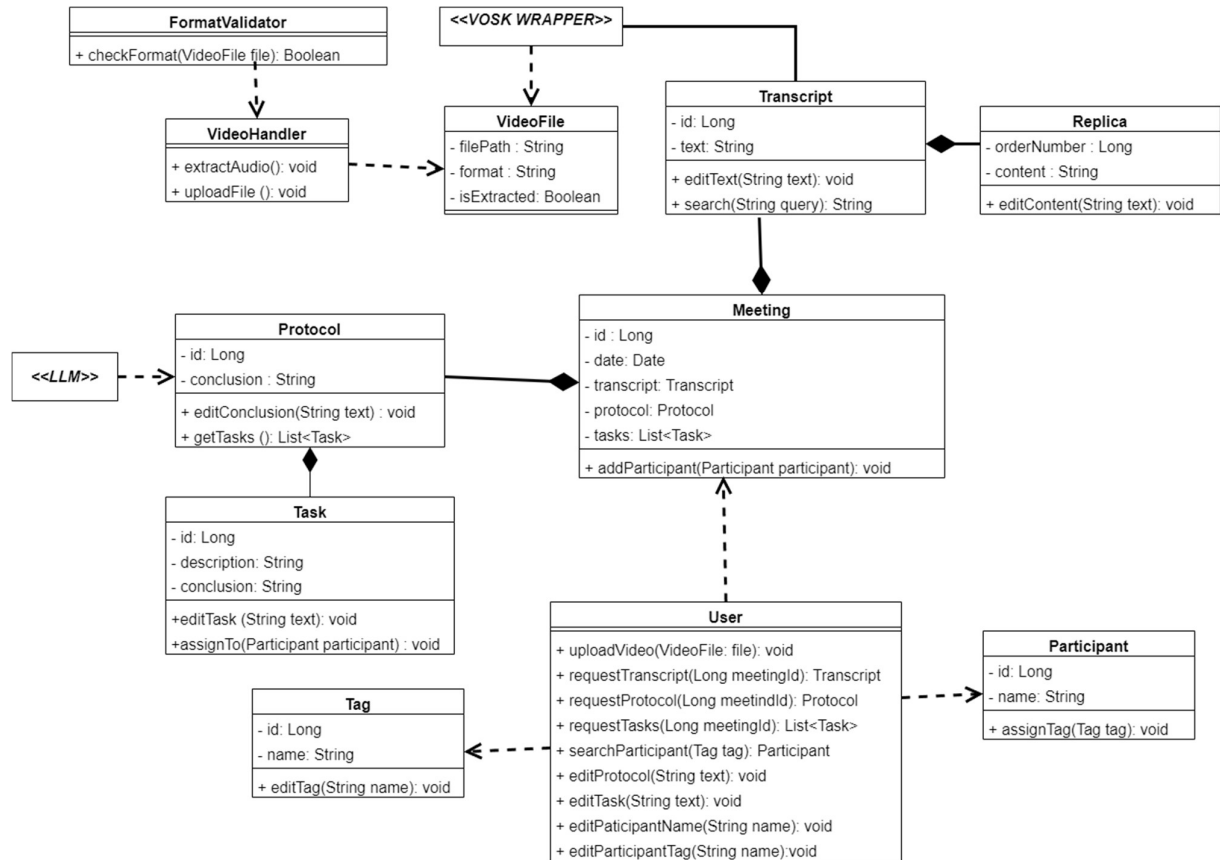 FormatValidator
+ checkFormat(VideoFile file): Boolean
<<VOSK WRAPPER>>
VideoHandler
+ extractAudio(): void
+ uploadFile (): void
VideoFile
- filePath : String
- format : String
- isExtracted: Boolean
Transcript
- id: Long
- text: String
+ editText(String text): void
+ search(String query): String
Replica
- orderNumber : Long
- content : String
+ editContent(String text): void
<<LLM>>
Protocol
- id: Long
- conclusion : String
+ editConclusion(String text) : void
+ getTasks (): List<Task>
Meeting
- id : Long
- date: Date
- transcript: Transcript
- protocol: Protocol
- tasks: List<Task>
+ addParticipant(Participant participant): void
Task
- id: Long
- description: String
- conclusion: String
+editTask (String text): void
+assignTo(Participant participant) : void
Tag
- id: Long
- name: String
+ editTag(String name): void
User
+ uploadVideo(VideoFile: file): void
+ requestTranscript(Long meetingId): Transcript
+ requestProtocol(Long meetindId): Protocol
+ requestTasks(Long meetingId): List<Task>
+ searchParticipant(Tag tag): Participant
+ editProtocol(String text): void
+ editTask(String text): void
+ editPaticipantName(String name): void
+ editParticipantTag(String name):void
Participant
- id: Long
- name: String
+ assignTag(Tag tag): void